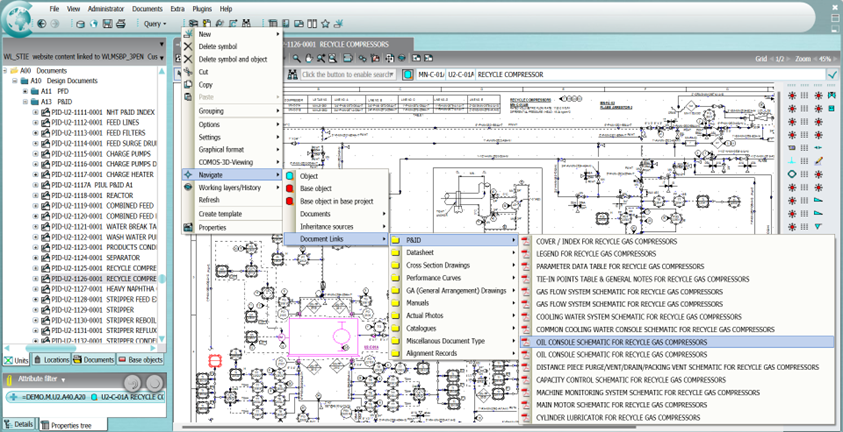 File View Administrator Documents Extra Plugins Help
Query
WI_STIE website content linked to WLMSBP_3PEN Cus
1126-0001 RECYCLE COMPRESSORS
Grid 1/2 Zoom 45%
Click the button to enable search MN-C-01A U2-C-01A RECYCLE COMPRESSOR
A00 Documents
A10 Design Documents
A11 PFD
A13 P&ID
PID-U2-1111-0001 NHT P&ID INDEX
PID-U2-1112-0001 FEED LINES
PID-U2-1113-0001 FEED FILTERS
PID-U2-1114-0001 FEED SURGE DRUM
PID-U2-1115-0001 CHARGE PUMPS
PID-U2-1116-0001 CHARGE PUMPS D
PID-U2-1117-0001 CHARGE HEATER
PID-U2-1117A PIUL P&ID A1
PID-U2-1118-0001 REACTOR
PID-U2-1119-0001 COMBINED FEED
PID-U2-1120-0001 COMBINED FEED
PID-U2-1121-0001 WATER BREAK TA
PID-U2-1122-0001 WASH WATER PU
PID-U2-1123-0001 PRODUCTS CONDE
PID-U2-1124-0001 SEPARATOR
PID-U2-1125-0001 RECYCLE COMPRE
PID-U2-1126-0001 RECYCLE COMPRE
PID-U2-1127-0001 HEAVY NAPHTHA
PID-U2-1128-0001 STRIPPER FEED EX
PID-U2-1129-0001 STRIPPER
PID-U2-1130-0001 STRIPPER REBOIL
PID-U2-1131-0001 STRIPPER REFLUX
Units Locations Documents Base objects
Attribute filter
=DEMO.M.U2.A40.A20 U2-C-01A RECYCLE CO
Details Properties tree
New
Delete symbol
Delete symbol and object
Cut
Copy
Paste
Grouping
Options
Settings
Graphical format
COMOS-3D-Viewing
Navigate
Working layers/History
Refresh
Create template
Properties
Object
Base object
Base object in base project
Documents
Inheritance sources
Document Links
P&ID
Datasheet
Cross Section Drawings
Performance Curves
GA (General Arrangement) Drawings
Manuals
Actual Photos
Catalogues
Miscellaneous Document Type
Alignment Records
COVER / INDEX FOR RECYCLE GAS COMPRESSORS
LEGEND FOR RECYCLE GAS COMPRESSORS
PARAMETER DATA TABLE FOR RECYCLE GAS COMPRESSORS
TIE-IN POINTS TABLE & GENERAL NOTES FOR RECYCLE GAS COMPRESSORS
GAS FLOW SYSTEM SCHEMATIC FOR RECYCLE GAS COMPRESSORS
GAS FLOW SYSTEM SCHEMATIC FOR RECYCLE GAS COMPRESSORS
COOLING WATER SYSTEM SCHEMATIC FOR RECYCLE GAS COMPRESSORS
COMMON COOLING WATER CONSOLE SCHEMATIC FOR RECYCLE GAS COMPRESSORS
OIL CONSOLE SCHEMATIC FOR RECYCLE GAS COMPRESSORS
OIL CONSOLE SCHEMATIC FOR RECYCLE GAS COMPRESSORS
DISTANCE PIECE PURGE/VENT/DRAIN/PACKING VENT SCHEMATIC FOR RECYCLE GAS COMPRESSORS
CAPACITY CONTROL SCHEMATIC FOR RECYCLE GAS COMPRESSORS
MACHINE MONITORING SYSTEM SCHEMATIC FOR RECYCLE GAS COMPRESSORS
MAIN MOTOR SCHEMATIC FOR RECYCLE GAS COMPRESSORS
CYLINDER LUBRICATOR FOR RECYCLE GAS COMPRESSORS